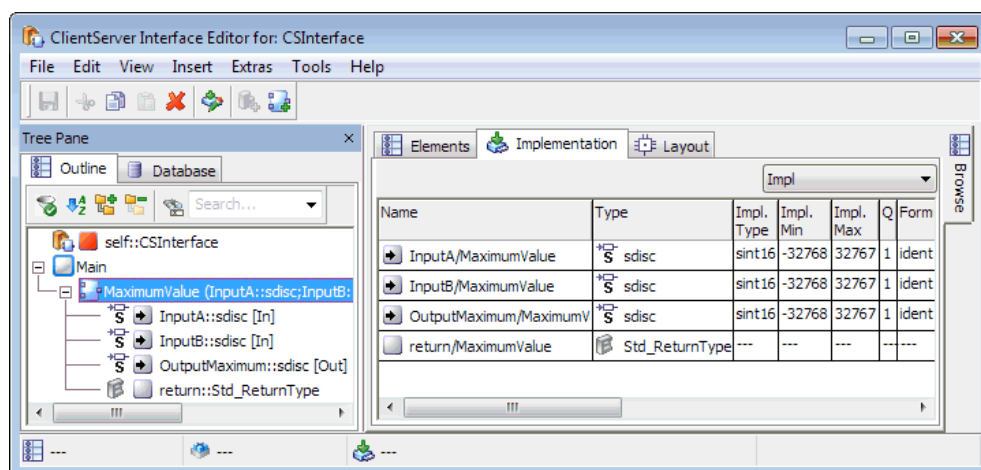 ClientServer Interface Editor for: CSInterface
File Edit View Insert Extras Tools Help
Tree Pane
Outline Database
Search...
self::CSInterface
Main
MaximumValue (InputA::sdisc;InputB:
S InputA::sdisc [In]
S InputB::sdisc [In]
S OutputMaximum::sdisc [Out]
return::Std_ReturnType
Elements Implementation Layout
Impl
Browse
Name Type Impl. Type Impl. Min Impl. Max Q Form
InputA/MaximumValue S sdisc sint16 -32768 32767 1 ident
InputB/MaximumValue S sdisc sint16 -32768 32767 1 ident
OutputMaximum/MaximumV S sdisc sint16 -32768 32767 1 ident
return/MaximumValue Std_ReturnType --- --- --- --- ---
--- --- ---